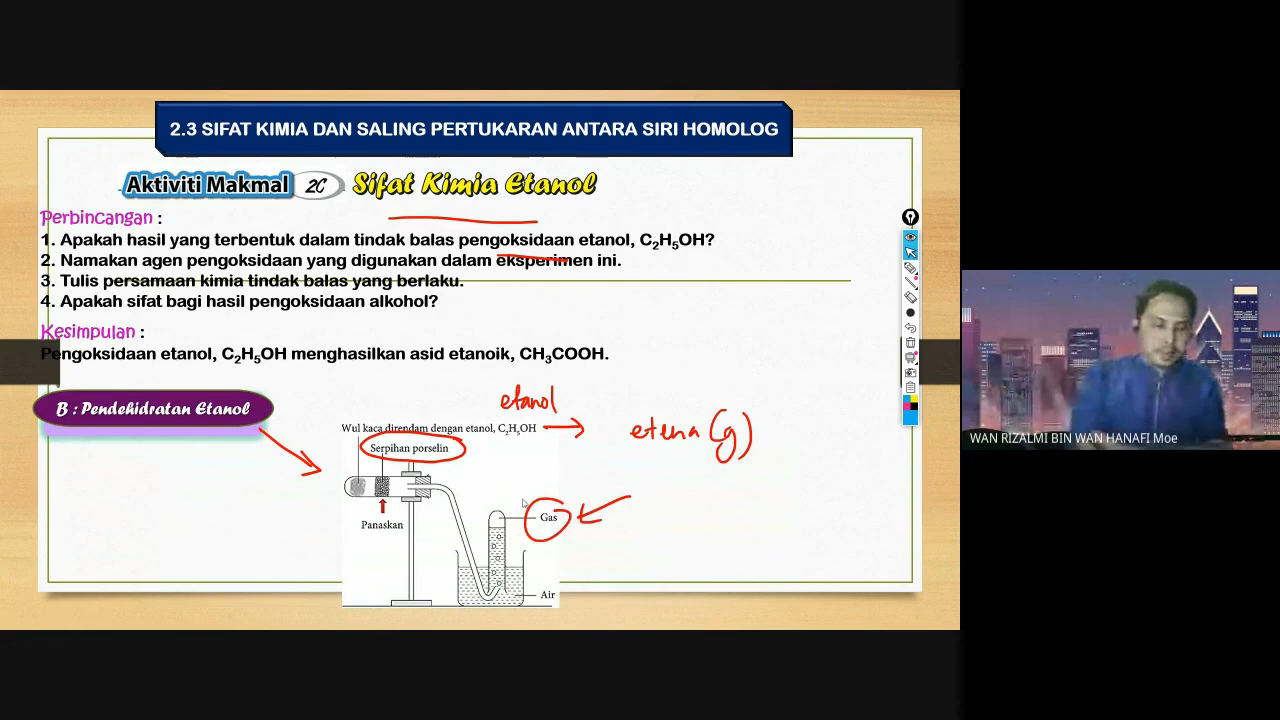 2.3 SIFAT KIMIA DAN SALING PERTUKARAN ANTARA SIRI HOMOLOG
Aktiviti Makmal 2C Sifat Kimia Etanol
Perbincangan :
1. Apakah hasil yang terbentuk dalam tindak balas pengoksidaan etanol, C₂H₅OH?
2. Namakan agen pengoksidaan yang digunakan dalam eksperimen ini.
3. Tulis persamaan kimia tindak balas yang berlaku.
4. Apakah sifat bagi hasil pengoksidaan alkohol?
Kesimpulan :
Pengoksidaan etanol, C₂H₅OH menghasilkan asid etanoik, CH₃COOH.
B : Pendehidratan Etanol
etanol
Wul kaca direndam dengan etanol, C₂H₅OH
etena (g)
Serpihan porselin
Panaskan
Gas
Air
WAN RIZALMI BIN WAN HANAFI Moe